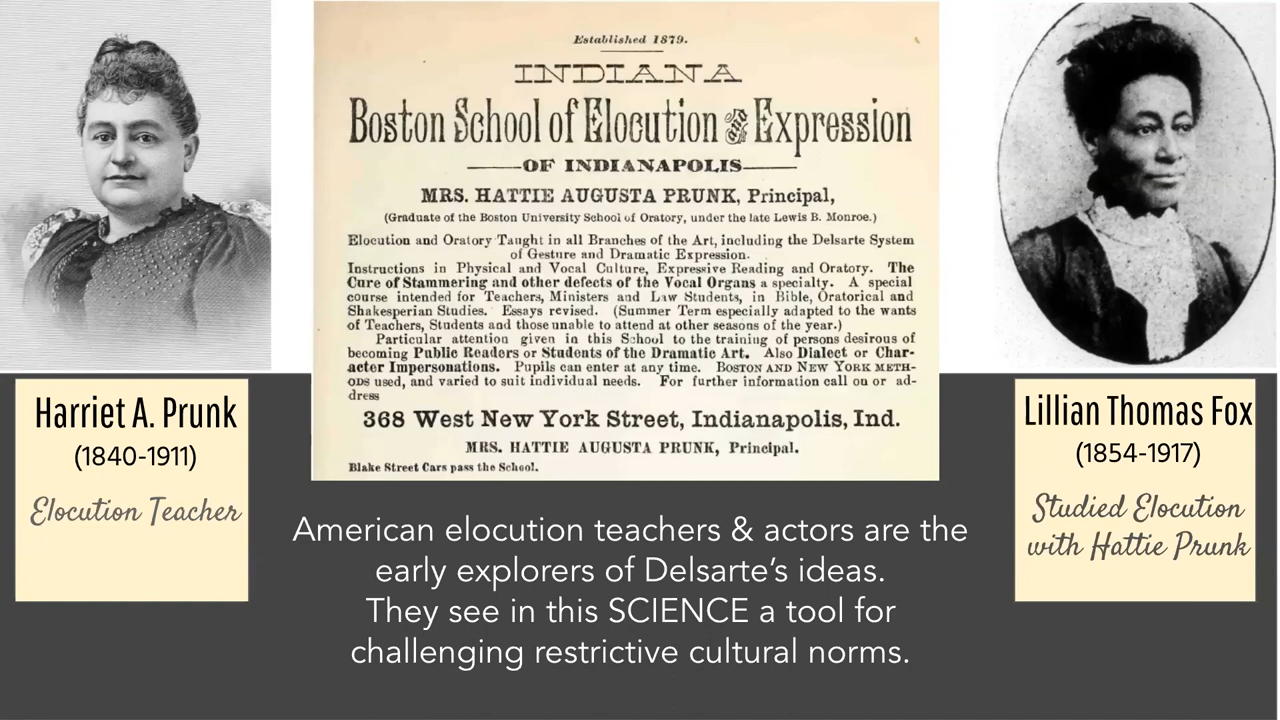 Established 1879.
INDIANA
Boston School of Elocution & Expression
OF INDIANAPOLIS
MRS. HATTIE AUGUSTA PRUNK, Principal,
(Graduate of the Boston University School of Oratory, under the late Lewis B. Monroe.)
Elocution and Oratory Taught in all Branches of the Art, including the Delsarte System
of Gesture and Dramatic Expression.
Instructions in Physical and Vocal Culture, Expressive Reading and Oratory. The
Cure of Stammering and other defects of the Vocal Organs a specialty. A special
course intended for Teachers, Ministers and Law Students, in Bible, Oratorical and
Shakesperian Studies. Essays revised. (Summer Term especially adapted to the wants
of Teachers, Students and those unable to attend at other seasons of the year.)
Particular attention given in this School to the training of persons desirous of
becoming Public Readers or Students of the Dramatic Art. Also Dialect or Char-
acter Impersonations. Pupils can enter at any time. BOSTON AND NEW YORK METH-
ODS used, and varied to suit individual needs. For further information call on or ad-
dress
368 West New York Street, Indianapolis, Ind.
MRS. HATTIE AUGUSTA PRUNK, Principal.
Blake Street Cars pass the School.
Harriet A. Prunk
(1840-1911)
Elocution Teacher
Lillian Thomas Fox
(1854-1917)
Studied Elocution
with Hattie Prunk
American elocution teachers & actors are the
early explorers of Delsarte's ideas.
They see in this SCIENCE a tool for
challenging restrictive cultural norms.